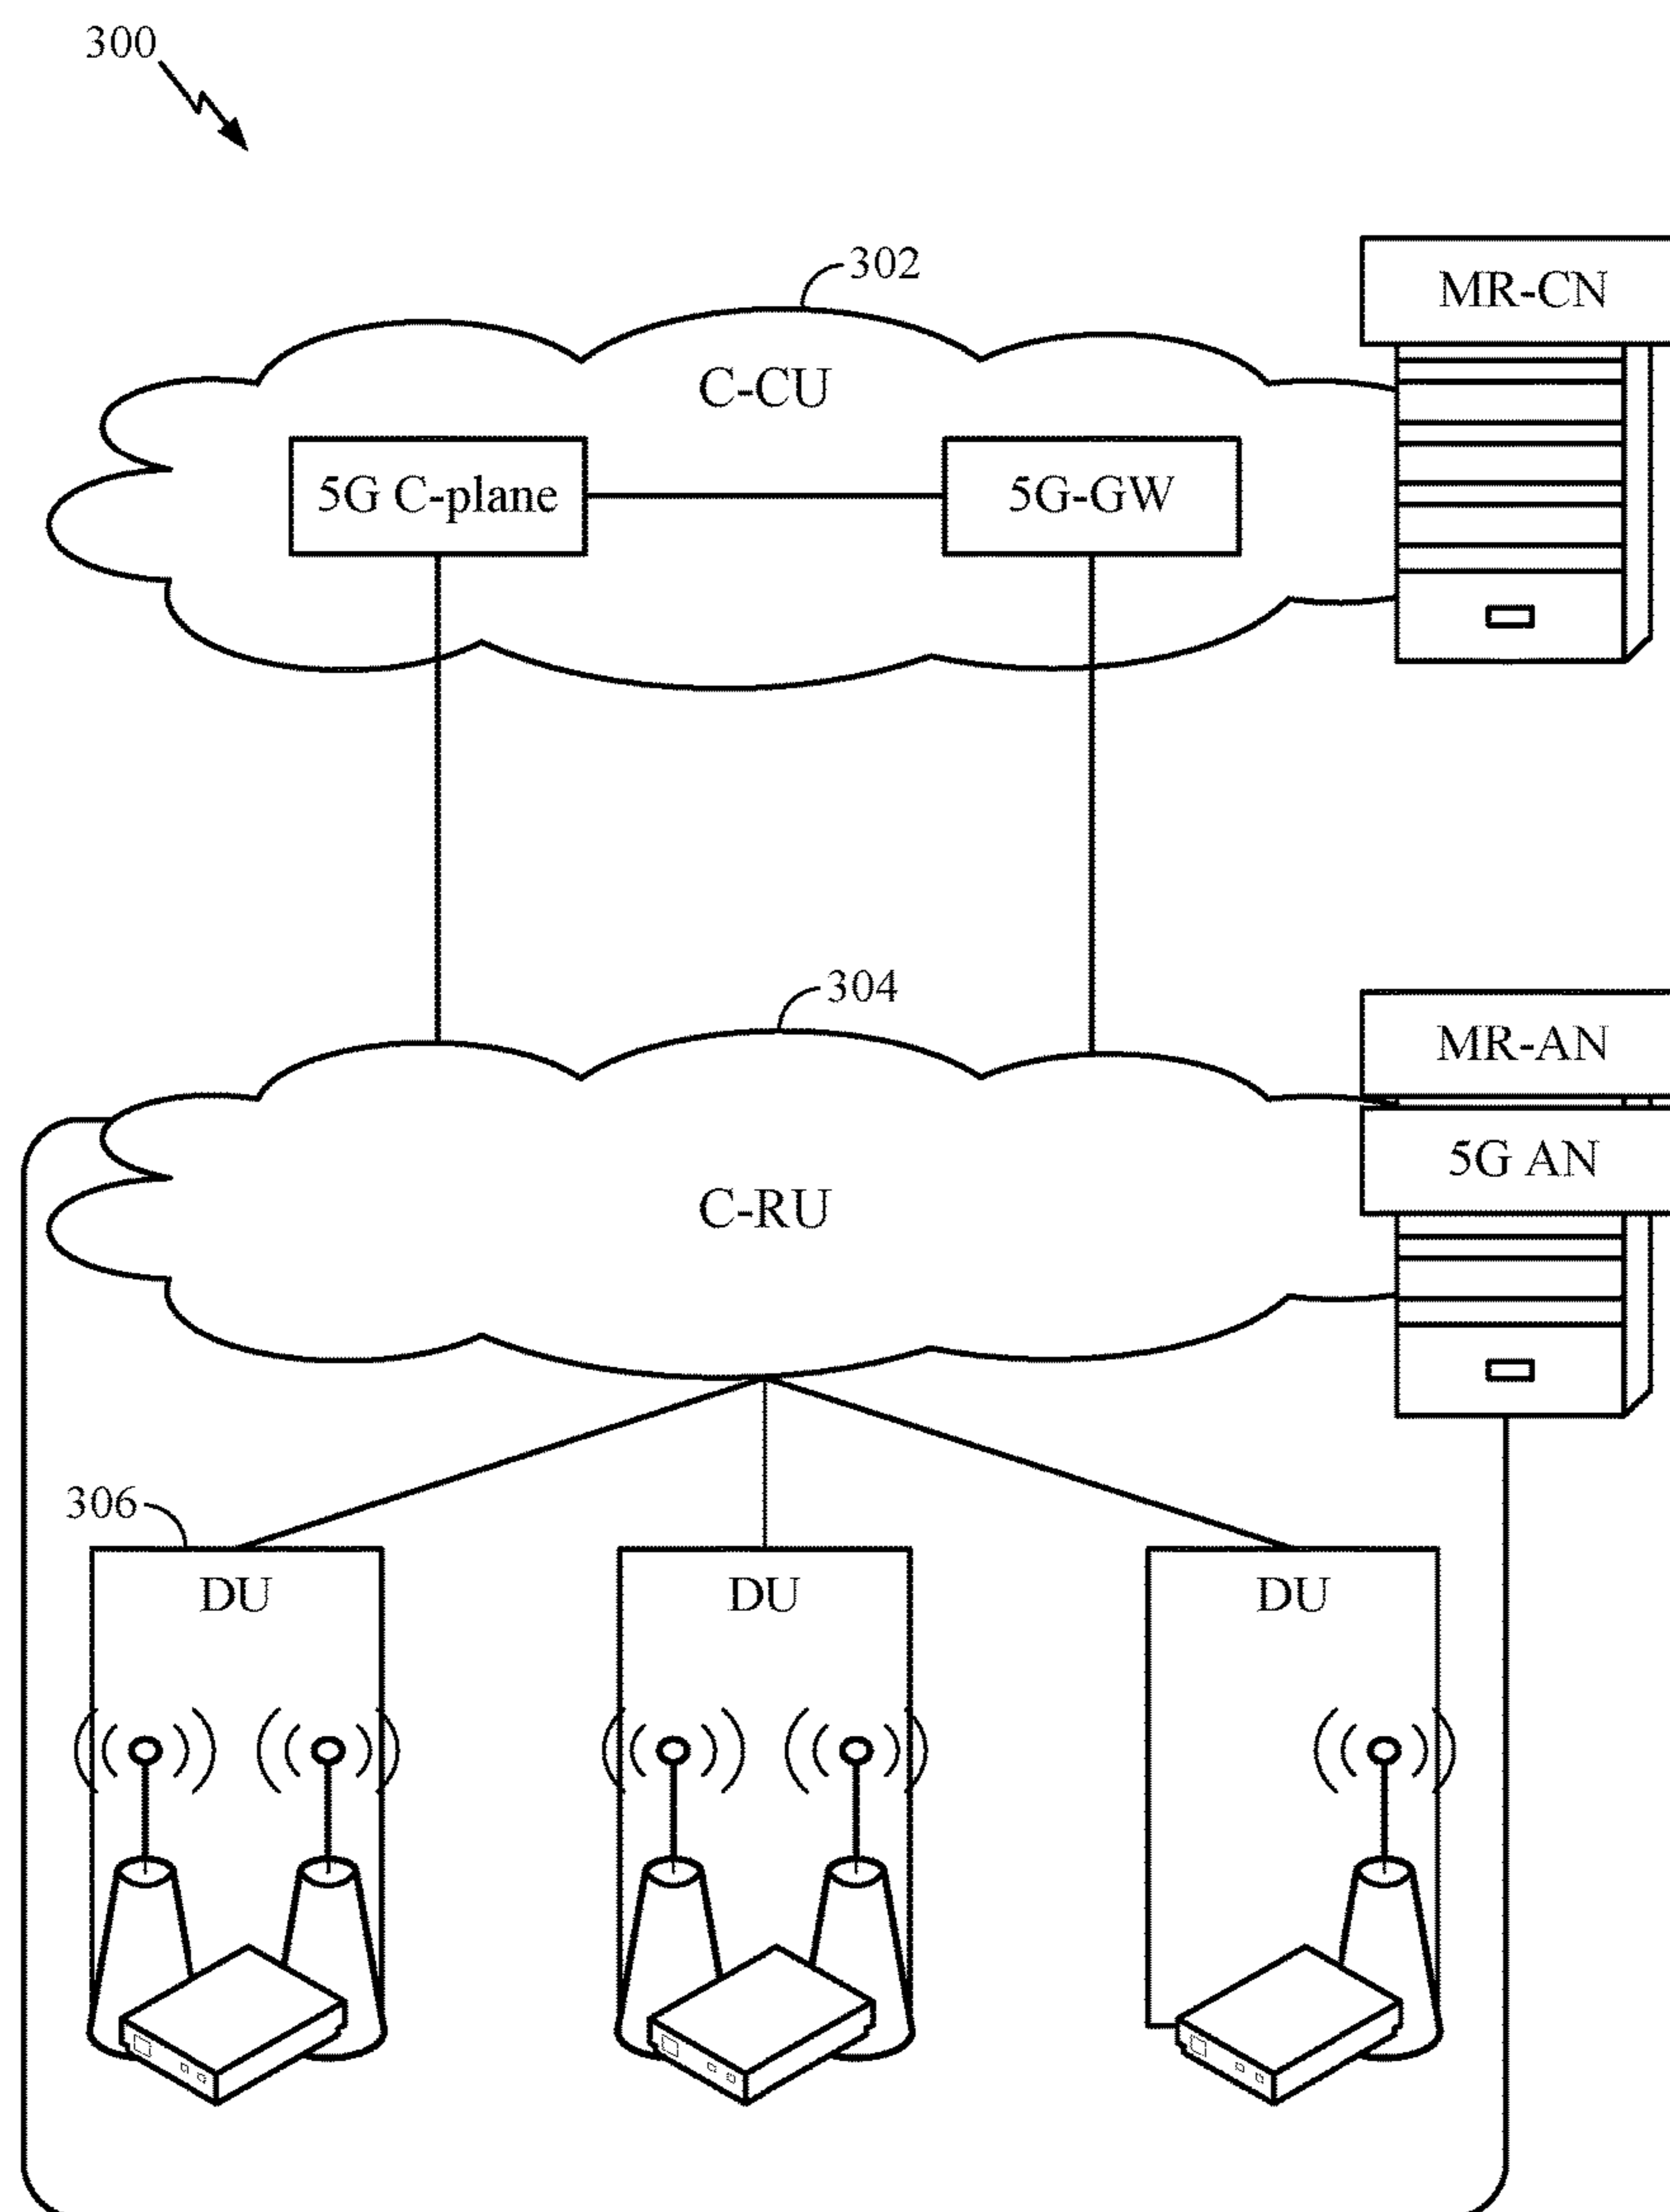 300
302
MR-CN
C-CU
5G C-plane
5G-GW
304
MR-AN
5G AN
C-RU
306
DU
DU
DU